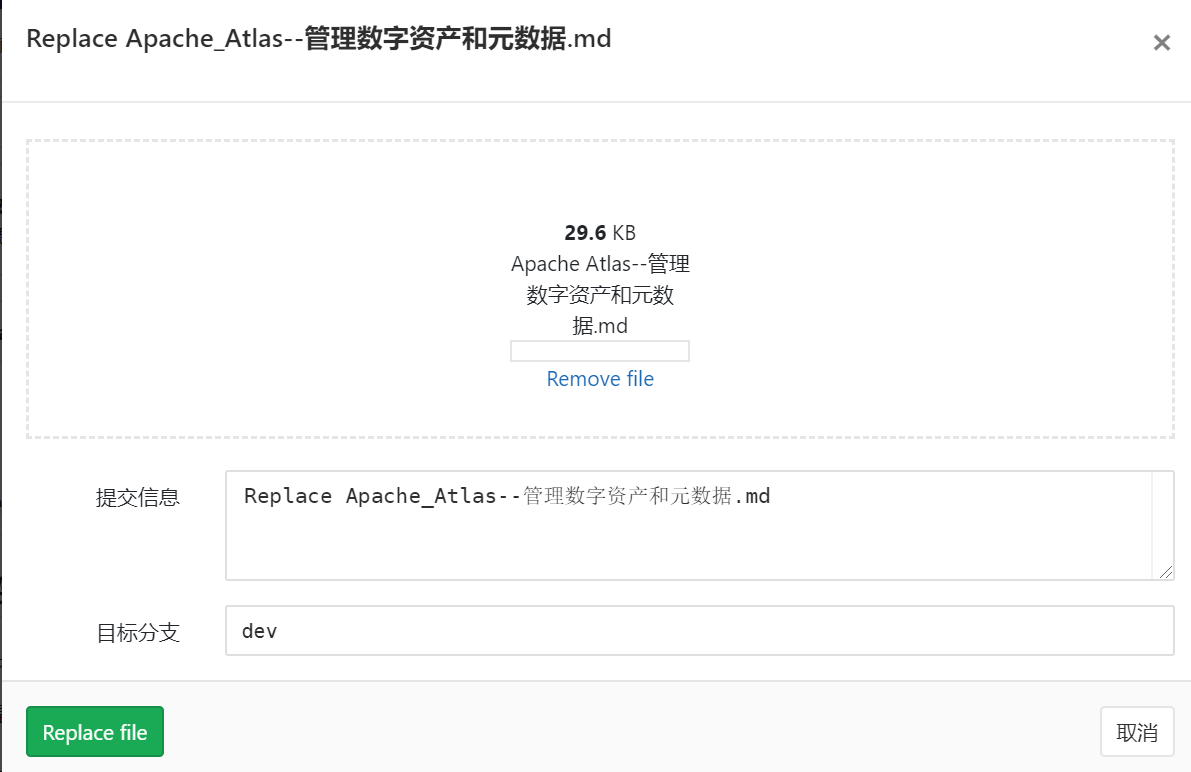 Replace Apache_Atlas--管理数字资产和元数据.md
×
29.6 KB
Apache Atlas--管理
数字资产和元数
据.md
Remove file
提交信息
Replace Apache_Atlas--管理数字资产和元数据.md
目标分支
dev
Replace file
取消